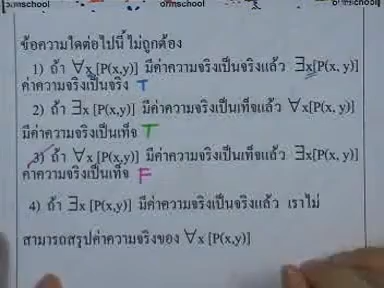 ormschool
ormschool
ข้อความใดต่อไปนี้ ไม่ถูกต้อง
1) ถ้า ∀x [P(x,y)] มีค่าความจริงเป็นจริงแล้ว ∃x[P(x, y)]
ค่าความจริงเป็นจริง T
2) ถ้า ∃x [P(x,y)] มีค่าความจริงเป็นเท็จแล้ว ∀x[P(x, y)]
มีค่าความจริงเป็นเท็จ T
3) ถ้า ∀x [P(x,y)] มีค่าความจริงเป็นเท็จแล้ว ∃x[P(x, y)]
ค่าความจริงเป็นเท็จ F
4) ถ้า ∃x [P(x,y)] มีค่าความจริงเป็นจริงแล้ว เราไม่
สามารถสรุปค่าความจริงของ ∀x [P(x,y)]